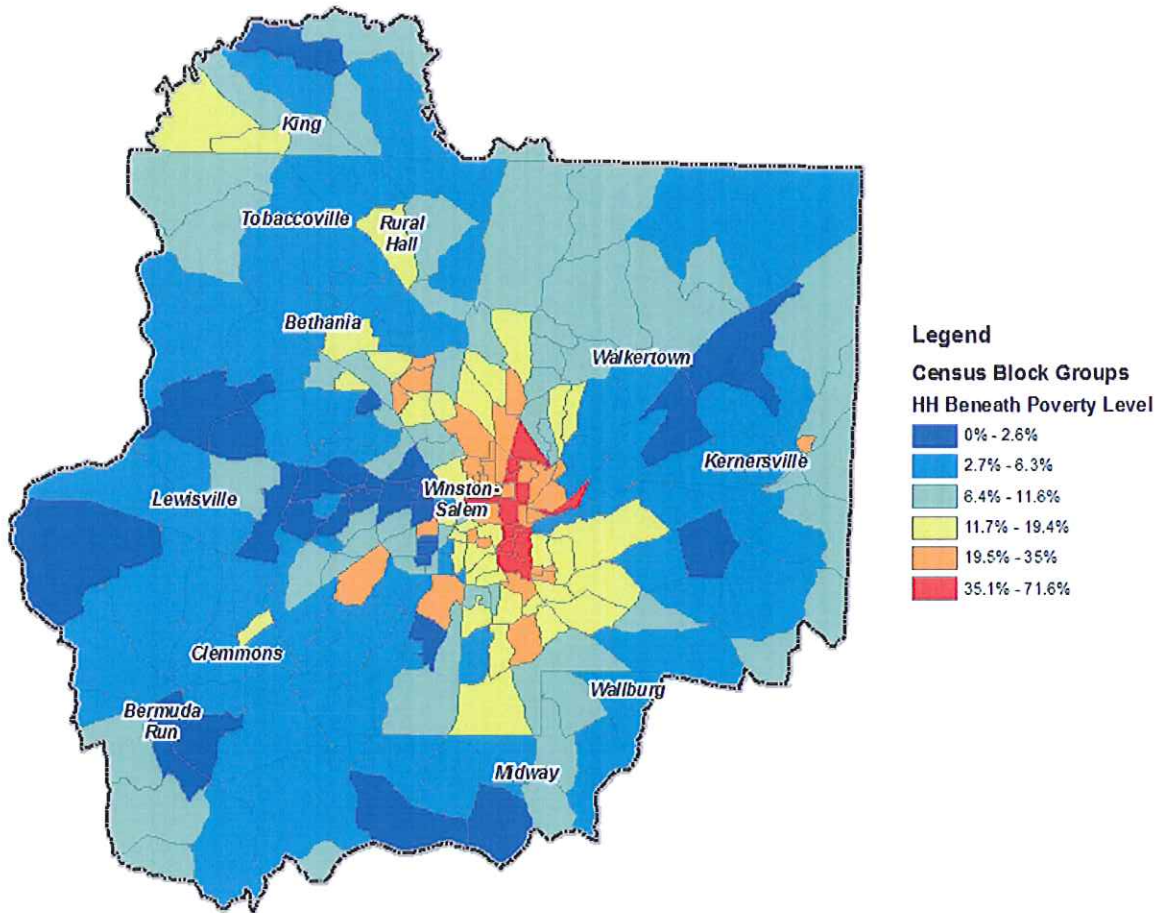 King
Tobaccoville
Rural
Hall
Bethania
Walkertown
Kernersville
Lewisville
Winston-
Salem
Clemmons
Bermuda
Run
Wallburg
Midway
Legend
Census Block Groups
HH Beneath Poverty Level
0% - 2.6%
2.7% - 6.3%
6.4% - 11.6%
11.7% - 19.4%
19.5% - 35%
35.1% - 71.6%